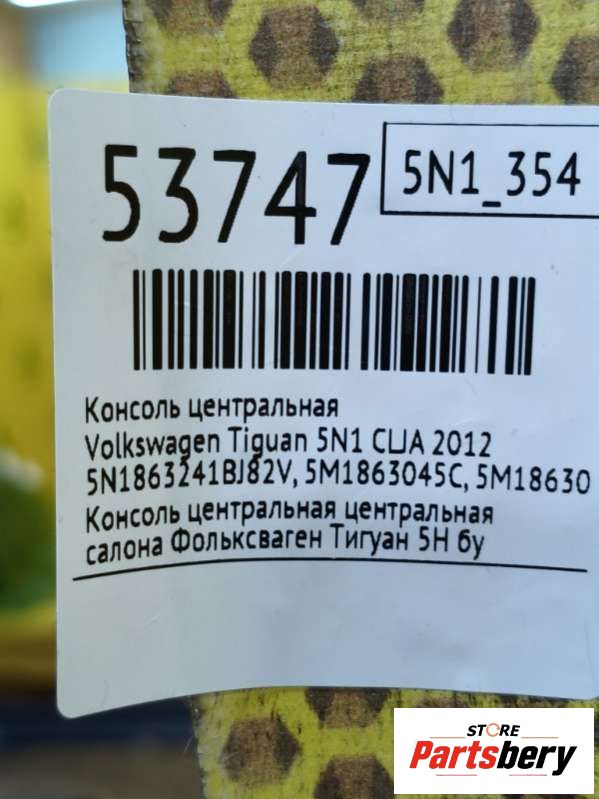 53747
5N1_354
Консоль центральная
Volkswagen Tiguan 5N1 CLJA 2012
5N1863241BJ82V, 5M1863045C, 5M18630
Консоль центральная центральная
салона Фольксваген Тигуан 5Н бу
STORE
Partsbery